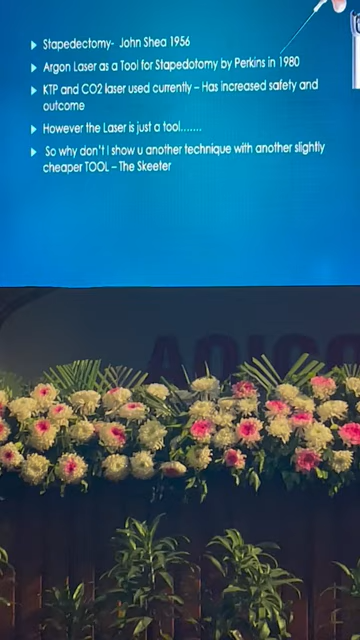 Stapedectomy- John Shea 1956
Argon Laser as a Tool for Stapedotomy by Perkins in 1980
KTP and CO2 laser used currently – Has increased safety and
outcome
However the Laser is just a tool.......
So why don't I show u another technique with another slightly
cheaper TOOL – The Skeeter
AOICO